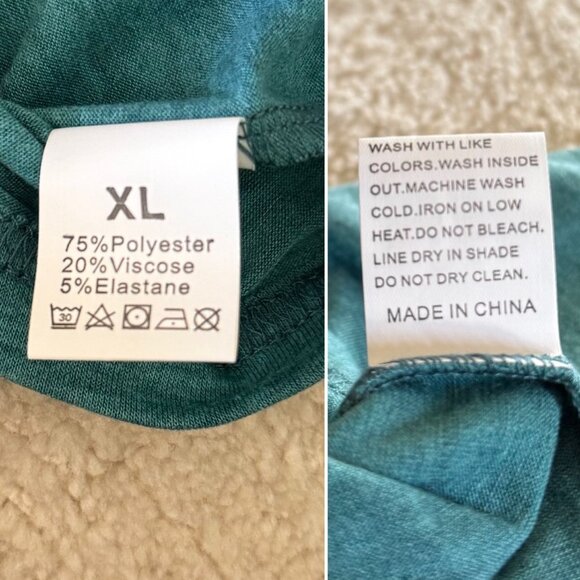 XL
75%Polyester
20%Viscose
5%Elastane
30
WASH WITH LIKE
COLORS.WASH INSIDE
OUT.MACHINE WASH
COLD.IRON ON LOW
HEAT.DO NOT BLEACH.
LINE DRY IN SHADE
DO NOT DRY CLEAN.
MADE IN CHINA